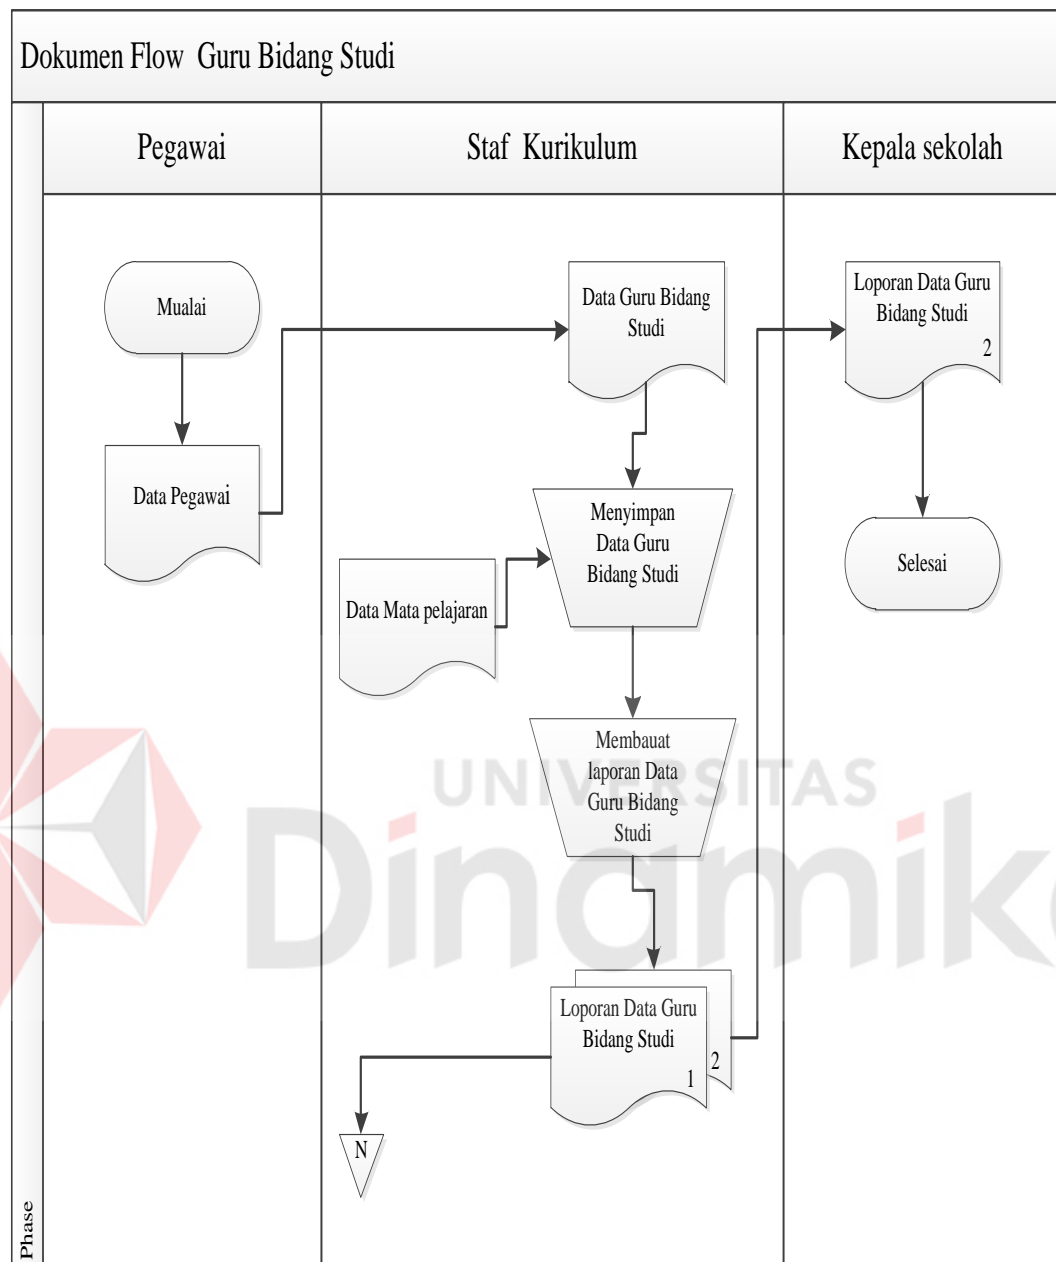 Dokumen Flow Guru Bidang Studi
Pegawai
Staf Kurikulum
Kepala sekolah
Mualai
Data Pegawai
Data Guru Bidang
Studi
Menyimpan
Data Guru
Bidang Studi
Data Mata pelajaran
Membauat
laporan Data
Guru Bidang
Studi
Loporan Data Guru
Bidang Studi
1
2
N
Loporan Data Guru
Bidang Studi
2
Selesai
Phase
UNIVERSITAS
Dinamika